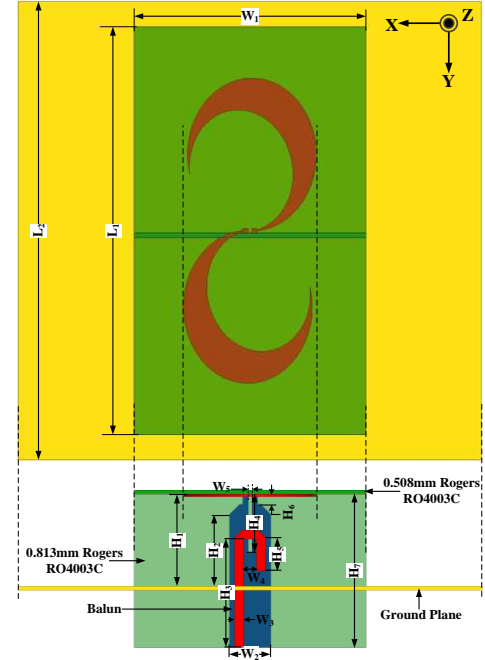 W₁
X
Z
Y
L₂
L₁
W₅
0.508mm Rogers
RO4003C
H₁
H₂
H₃
H₄
H₆
H₅
H₇
0.813mm Rogers
RO4003C
W₄
Balun
W₃
Ground Plane
W₂